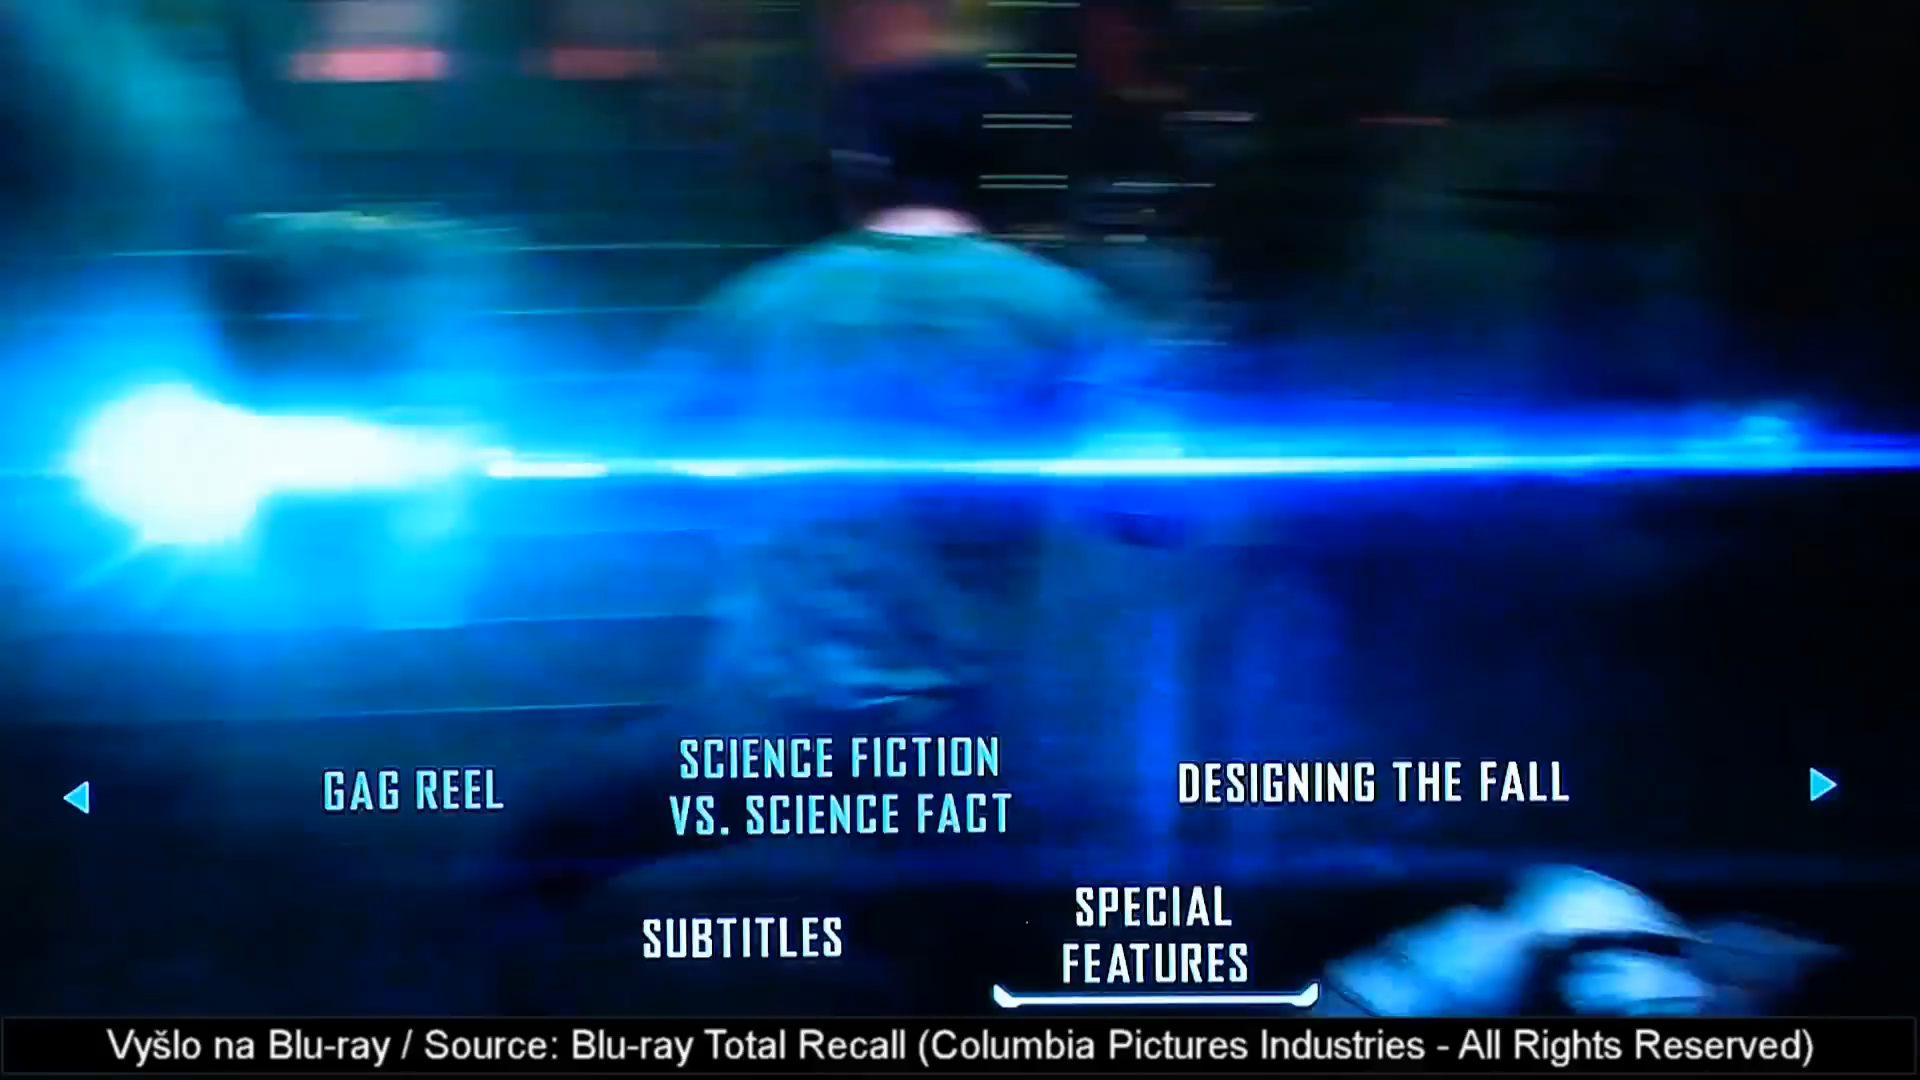 GAG REEL
SCIENCE FICTION
VS. SCIENCE FACT
DESIGNING THE FALL
SUBTITLES
SPECIAL
FEATURES
Vyšlo na Blu-ray / Source: Blu-ray Total Recall (Columbia Pictures Industries - All Rights Reserved)